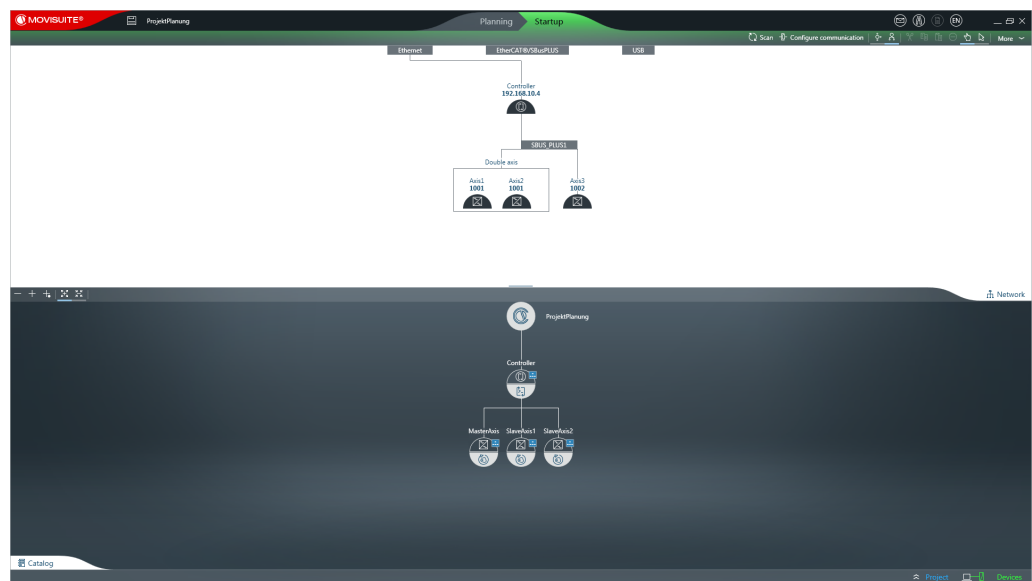 MOVISUITE® ProjektPlanung Planning Startup EN
Scan Configure communication More
Ethernet EtherCAT®/SBusPLUS USB
Controller
192.168.10.4
SBUS_PLUS1
Double axis
Axis1 Axis2 Axis3
1001 1001 1002
Network
ProjektPlanung
Controller
MasterAxis SlaveAxis1 SlaveAxis2
Catalog
Project Devices